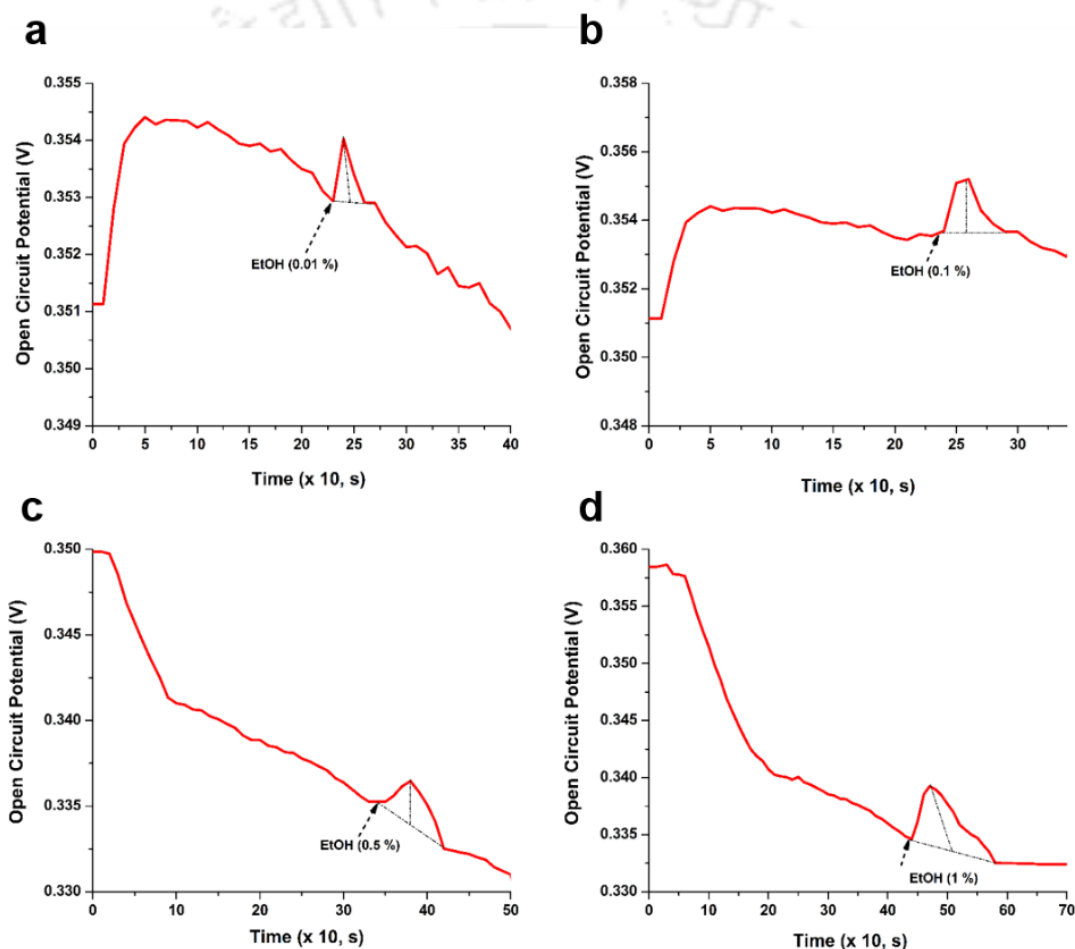 a
0.355
0.354
0.353
0.352
0.351
0.350
0.349
Open Circuit Potential (V)
EtOH (0.01 %)
0 5 10 15 20 25 30 35 40
Time (x 10, s)
b
0.358
0.356
0.354
0.352
0.350
0.348
Open Circuit Potential (V)
EtOH (0.1 %)
0 5 10 15 20 25 30
Time (x 10, s)
c
0.350
0.345
0.340
0.335
0.330
Open Circuit Potential (V)
EtOH (0.5 %)
0 10 20 30 40 50
Time (x 10, s)
d
0.360
0.355
0.350
0.345
0.340
0.335
0.330
Open Circuit Potential (V)
EtOH (1 %)
0 10 20 30 40 50 60 70
Time (x 10, s)